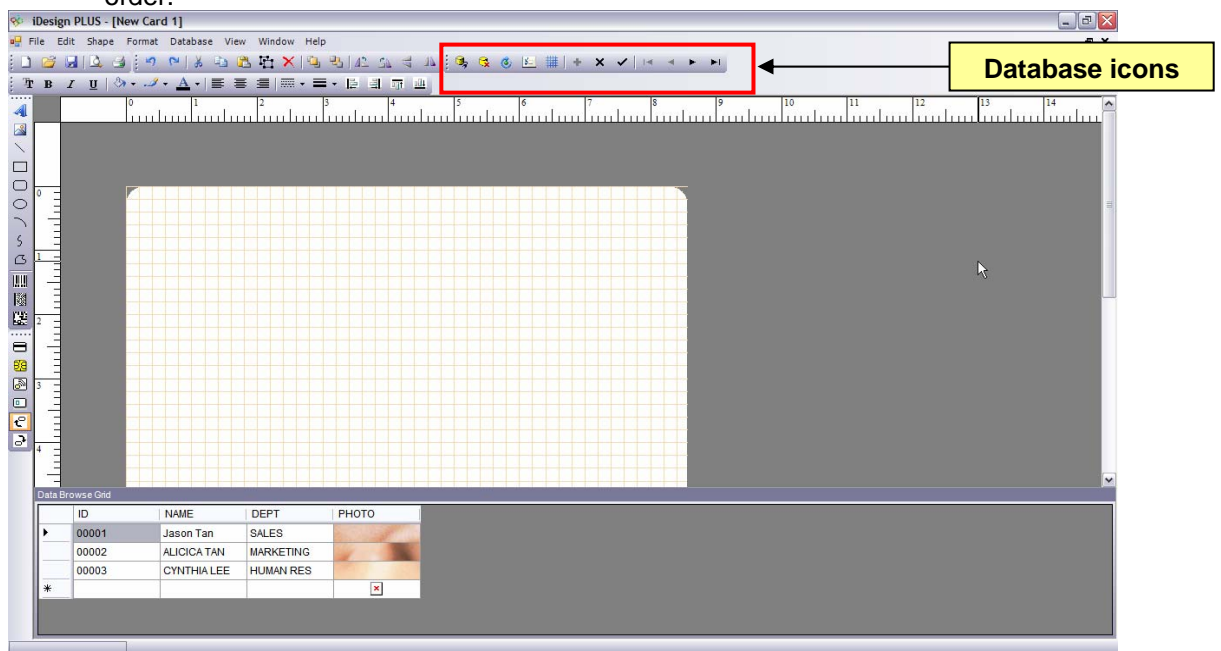 order.
iDesign PLUS - [New Card 1]
File Edit Shape Format Database View Window Help
Database icons
T B I U A
0 1 2 3 4 5 6 7 8 9 10 11 12 13 14
A
0
1
2
3
4
Data Browse Grid
ID NAME DEPT PHOTO
00001 Jason Tan SALES
00002 ALICICA TAN MARKETING
00003 CYNTHIA LEE HUMAN RES